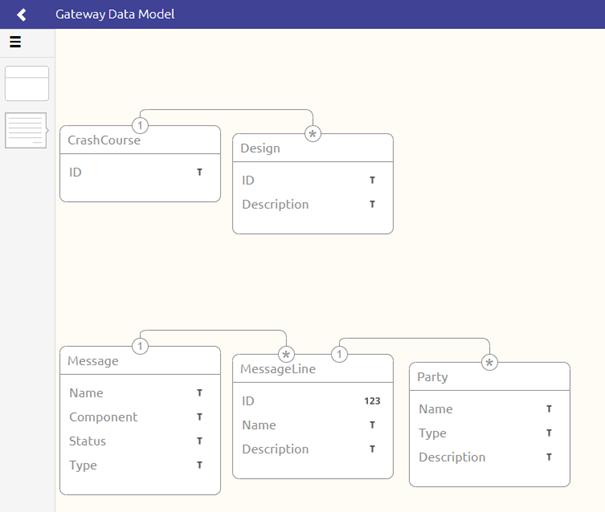 Gateway Data Model
1
*
CrashCourse
ID T
Design
ID T
Description T
1
*
1
*
Message
Name T
Component T
Status T
Type T
MessageLine
ID 123
Name T
Description T
Party
Name T
Type T
Description T